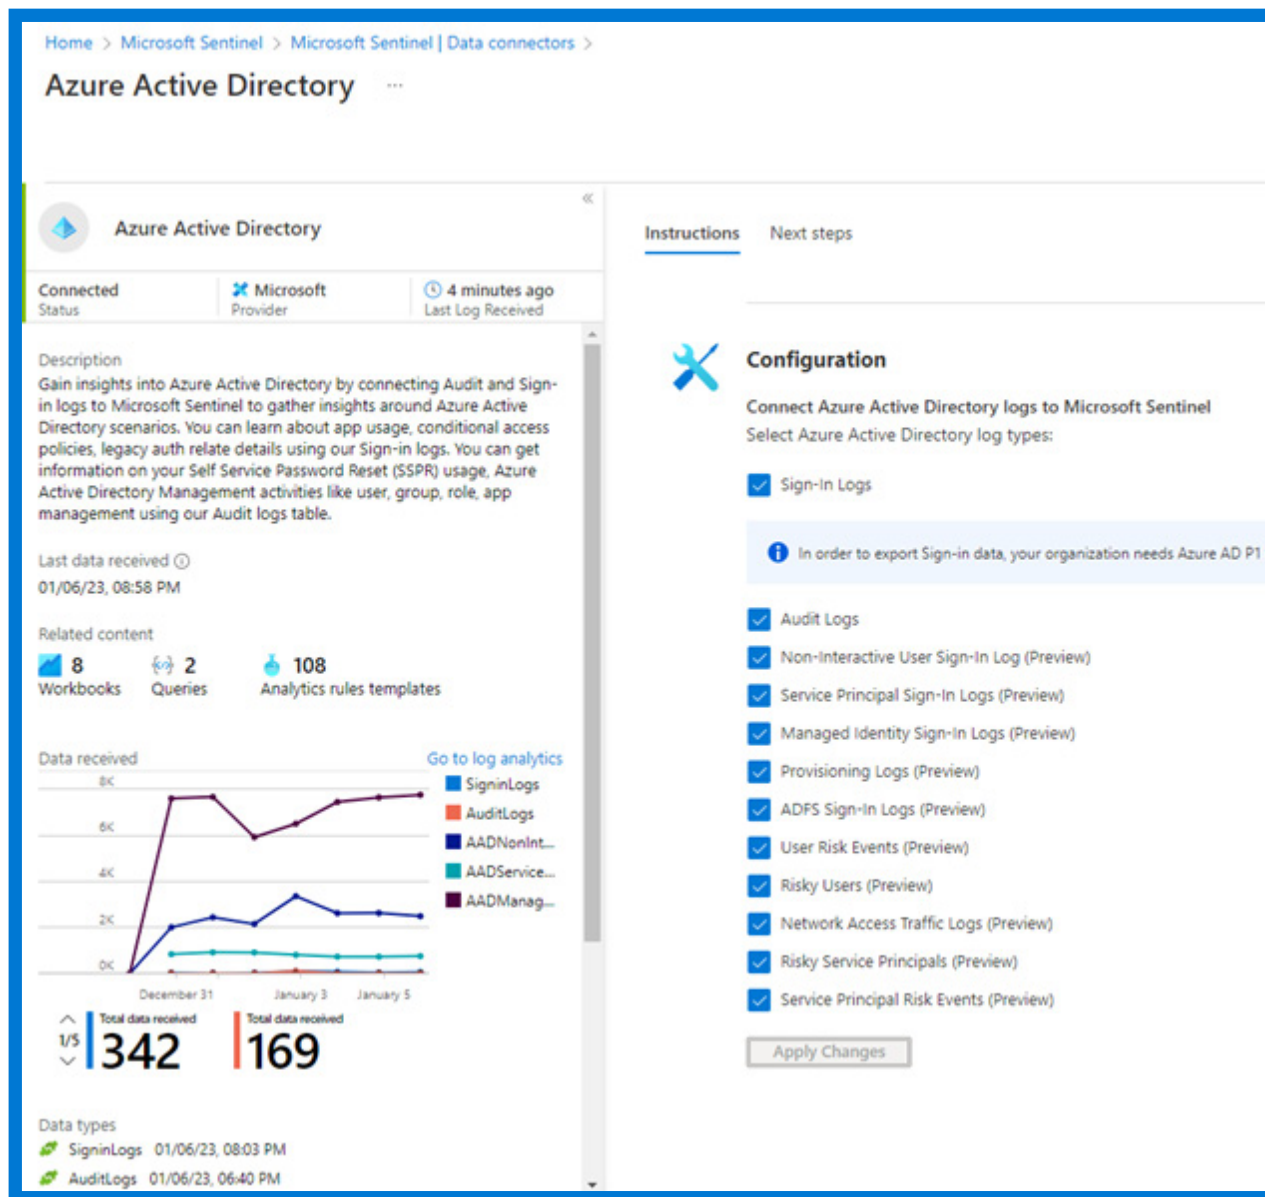 Home > Microsoft Sentinel > Microsoft Sentinel | Data connectors >
Azure Active Directory ...
«
Azure Active Directory
Connected
Status
Microsoft
Provider
4 minutes ago
Last Log Received
Description
Gain insights into Azure Active Directory by connecting Audit and Sign-
in logs to Microsoft Sentinel to gather insights around Azure Active
Directory scenarios. You can learn about app usage, conditional access
policies, legacy auth relate details using our Sign-in logs. You can get
information on your Self Service Password Reset (SSPR) usage, Azure
Active Directory Management activities like user, group, role, app
management using our Audit logs table.
Last data received
01/06/23, 08:58 PM
Related content
8
Workbooks
2
Queries
108
Analytics rules templates
Data received
Go to log analytics
8K
6K
4K
2K
0K
December 31
January 3
January 5
SigninLogs
AuditLogs
AADNonInt...
AADService...
AADManag...
1/5
Total data received
342
Total data received
169
Data types
SigninLogs 01/06/23, 08:03 PM
AuditLogs 01/06/23, 06:40 PM
Instructions
Next steps
Configuration
Connect Azure Active Directory logs to Microsoft Sentinel
Select Azure Active Directory log types:
Sign-In Logs
In order to export Sign-in data, your organization needs Azure AD P1
Audit Logs
Non-Interactive User Sign-In Log (Preview)
Service Principal Sign-In Logs (Preview)
Managed Identity Sign-In Logs (Preview)
Provisioning Logs (Preview)
ADFS Sign-In Logs (Preview)
User Risk Events (Preview)
Risky Users (Preview)
Network Access Traffic Logs (Preview)
Risky Service Principals (Preview)
Service Principal Risk Events (Preview)
Apply Changes